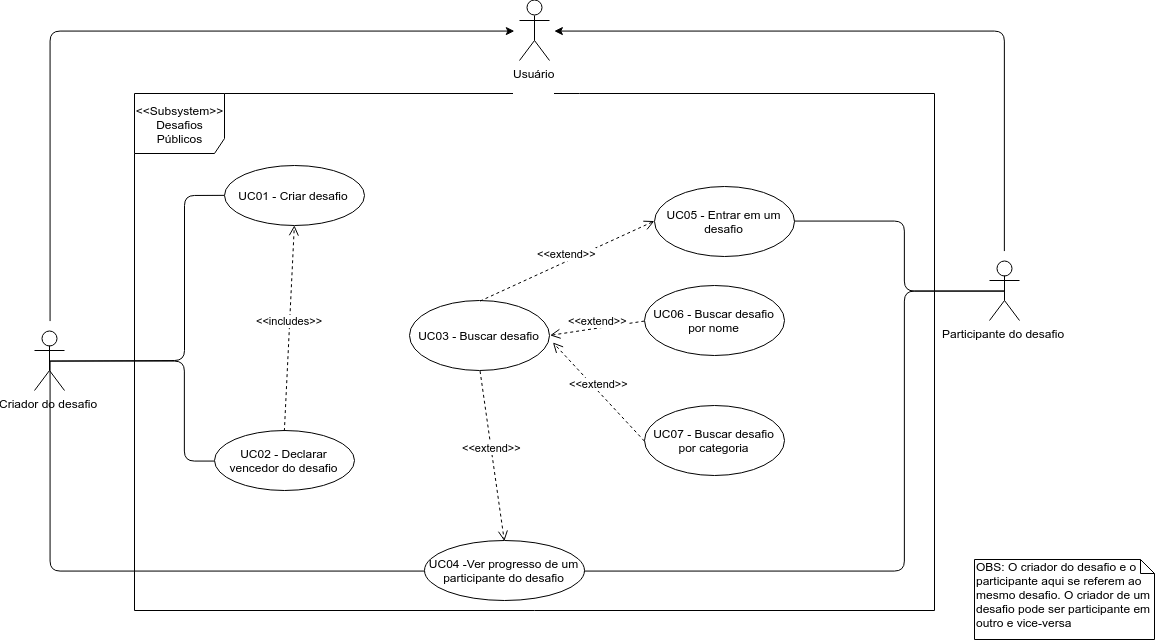 Usuário
<<Subsystem>>
Desafios
Públicos
UC01 - Criar desafio
UC05 - Entrar em um
desafio
<<extend>>
<<includes>>
<<extend>>
UC06 - Buscar desafio
por nome
UC03 - Buscar desafio
Participante do desafio
<<extend>>
Criador do desafio
UC07 - Buscar desafio
por categoria
<<extend>>
UC02 - Declarar
vencedor do desafio
UC04 -Ver progresso de um
participante do desafio
OBS: O criador do desafio e o
participante aqui se referem ao
mesmo desafio. O criador de um
desafio pode ser participante em
outro e vice-versa